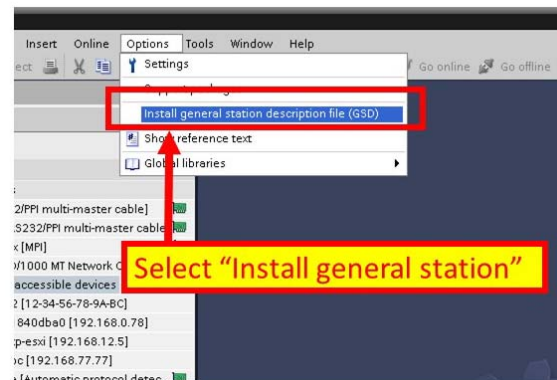 Insert Online Options Tools Window Help
ect Settings Go online Go offline
Install general station description file (GSD)
Show reference text
Global libraries
2/PPI multi-master cable]
.S232/PPI multi-master cable]
x [MPI]
0/1000 MT Network C
Select "Install general station"
accessible devices
2 [12-34-56-78-9A-BC]
840dba0 [192.168.0.78]
p-esxi [192.168.12.5]
oc [192.168.77.77]
[Automatic protocol detec